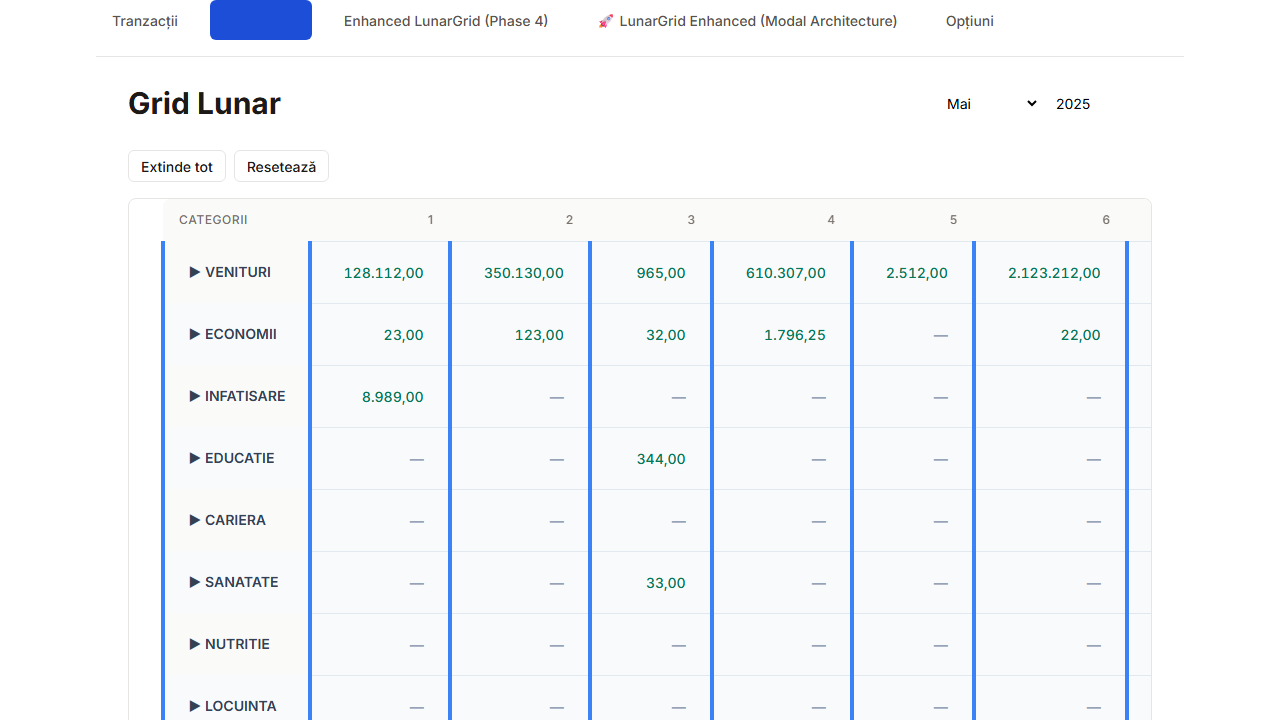 Tranzacții Enhanced LunarGrid (Phase 4) 🚀 LunarGrid Enhanced (Modal Architecture) Opțiuni
Grid Lunar Mai 2025
Extinde tot Resetează
CATEGORII 1 2 3 4 5 6
▶ VENITURI 128.112,00 350.130,00 965,00 610.307,00 2.512,00 2.123.212,00
▶ ECONOMII 23,00 123,00 32,00 1.796,25 — 22,00
▶ INFATISARE 8.989,00 — — — — —
▶ EDUCATIE — — 344,00 — — —
▶ CARIERA — — — — — —
▶ SANATATE — — 33,00 — — —
▶ NUTRITIE — — — — — —
▶ LOCUINTA — — — — — —